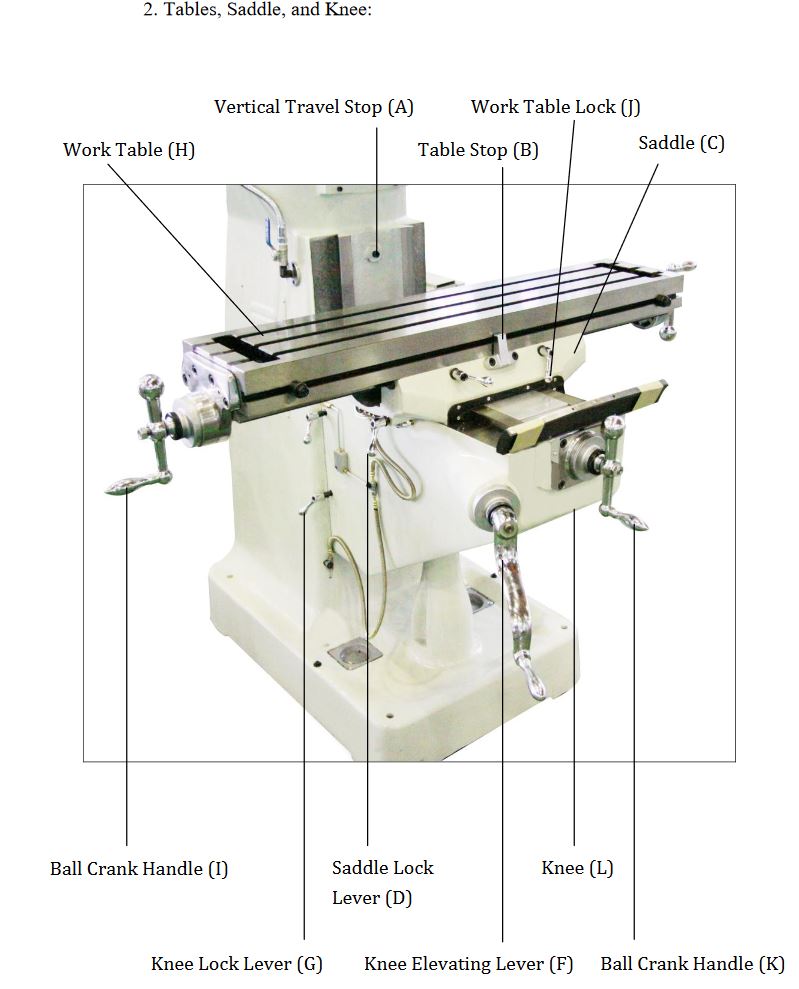 2. Tables, Saddle, and Knee:
Vertical Travel Stop (A)
Work Table Lock (J)
Work Table (H)
Table Stop (B)
Saddle (C)
Ball Crank Handle (I)
Saddle Lock
Lever (D)
Knee (L)
Knee Lock Lever (G)
Knee Elevating Lever (F)
Ball Crank Handle (K)